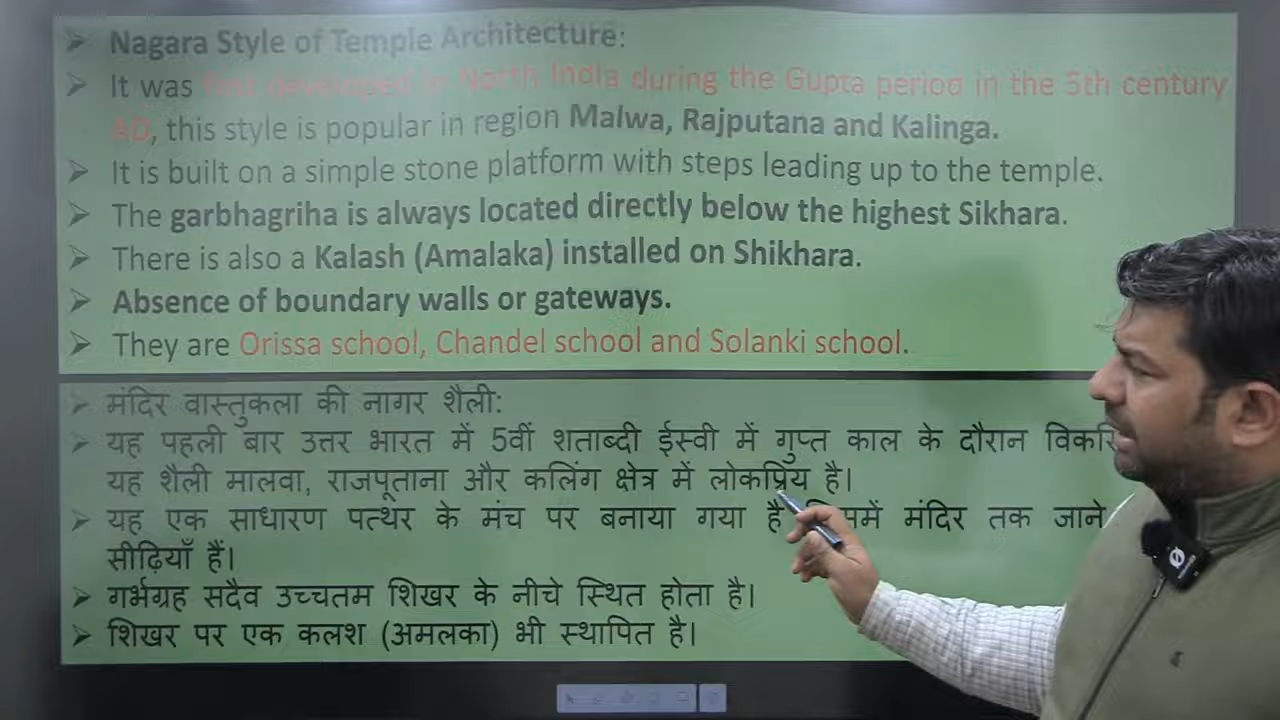 Nagara Style of Temple Architecture:
It was first developed in North India during the Gupta period in the 5th century
AD, this style is popular in region Malwa, Rajputana and Kalinga.
It is built on a simple stone platform with steps leading up to the temple.
The garbhagriha is always located directly below the highest Sikhara.
There is also a Kalash (Amalaka) installed on Shikhara.
Absence of boundary walls or gateways.
They are Orissa school, Chandel school and Solanki school.
मंदिर वास्तुकला की नागर शैली:
यह पहली बार उत्तर भारत में 5वीं शताब्दी ईस्वी में गुप्त काल के दौरान
यह शैली मालवा, राजपूताना और कलिंग क्षेत्र में लोकप्रिय है।
यह एक साधारण पत्थर के मंच पर बनाया गया है मंदिर तक जाने
सीढ़ियाँ हैं।
गर्भग्रह सदैव उच्चतम शिखर के नीचे स्थित होता है।
शिखर पर एक कलश (अमलका) भी स्थापित है।